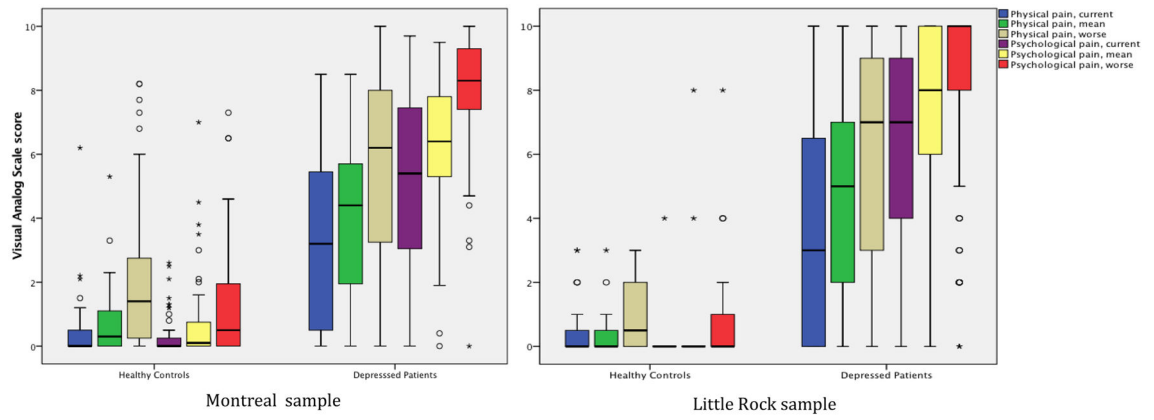 Visual Analog Scale score
10
8
6
4
2
0
Healthy Controls
Depresssed Patients
Montreal sample
10
8
6
4
2
0
Healthy Controls
Depressed Patients
Little Rock sample
Physical pain, current
Physical pain, mean
Physical pain, worse
Psychological pain, current
Psychological pain, mean
Psychological pain, worse